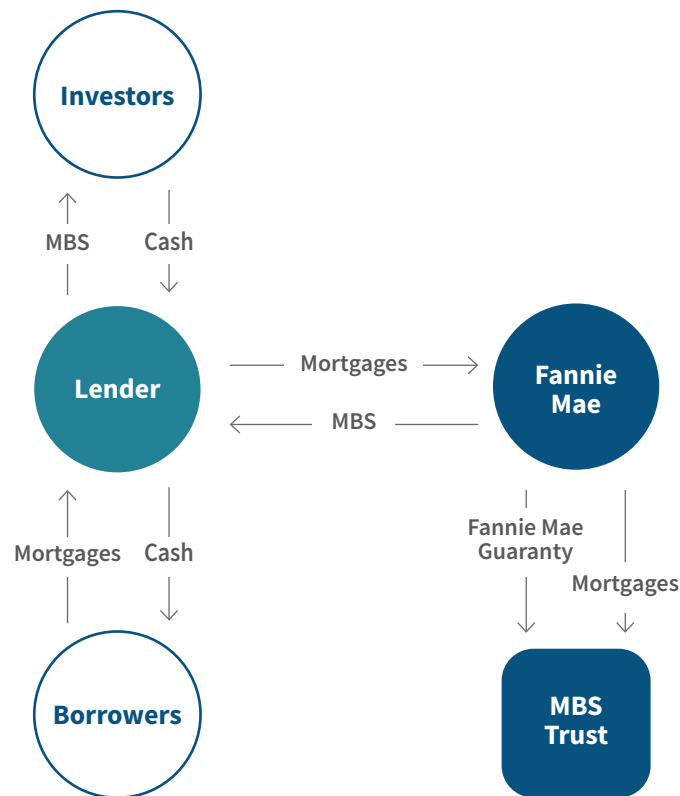 Investors
MBS
Cash
Lender
Mortgages
MBS
Fannie
Mae
Mortgages
Cash
Fannie Mae
Guaranty
Mortgages
Borrowers
MBS
Trust